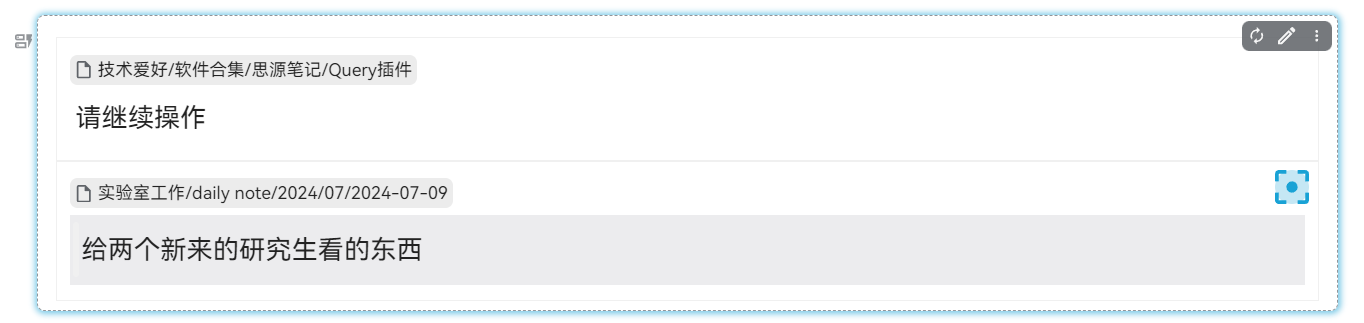 技术爱好/软件合集/思源笔记/Query插件
请继续操作
实验室工作/daily note/2024/07/2024-07-09
给两个新来的研究生看的东西